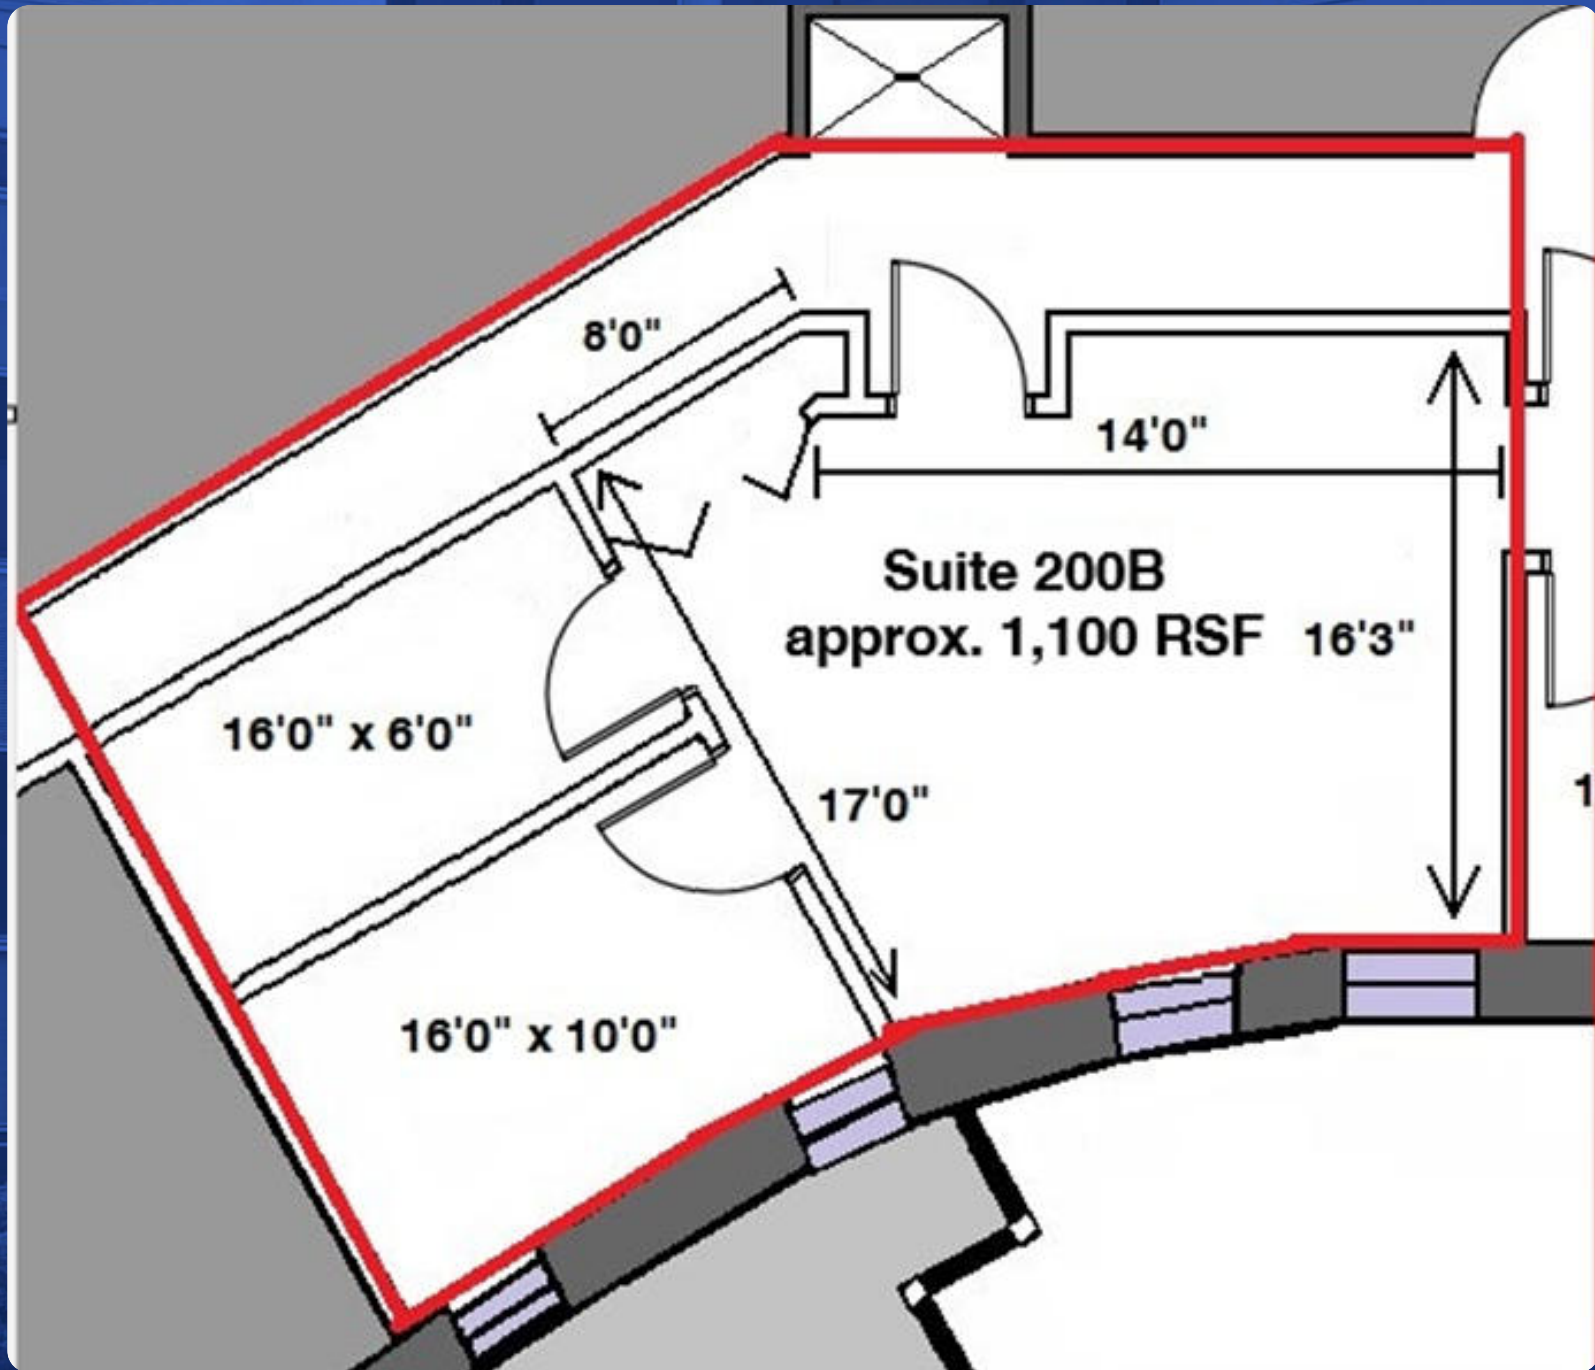 8'0"
14'0"
Suite 200B
approx. 1,100 RSF
16'3"
16'0" x 6'0"
17'0"
1
16'0" x 10'0"